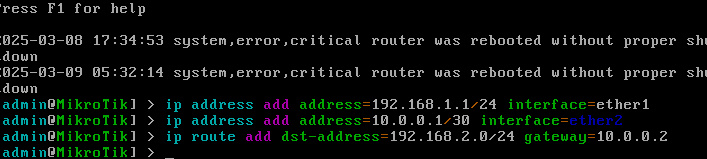 Press F1 for help
2025-03-08 17:34:53 system,error,critical router was rebooted without proper shu
down
2025-03-09 05:32:14 system,error,critical router was rebooted without proper shu
down
admin@MikroTik] > ip address add address=192.168.1.1/24 interface=ether1
admin@MikroTik] > ip address add address=10.0.0.1/30 interface=ether2
admin@MikroTik] > ip route add dst-address=192.168.2.0/24 gateway=10.0.0.2
admin@MikroTik] > _